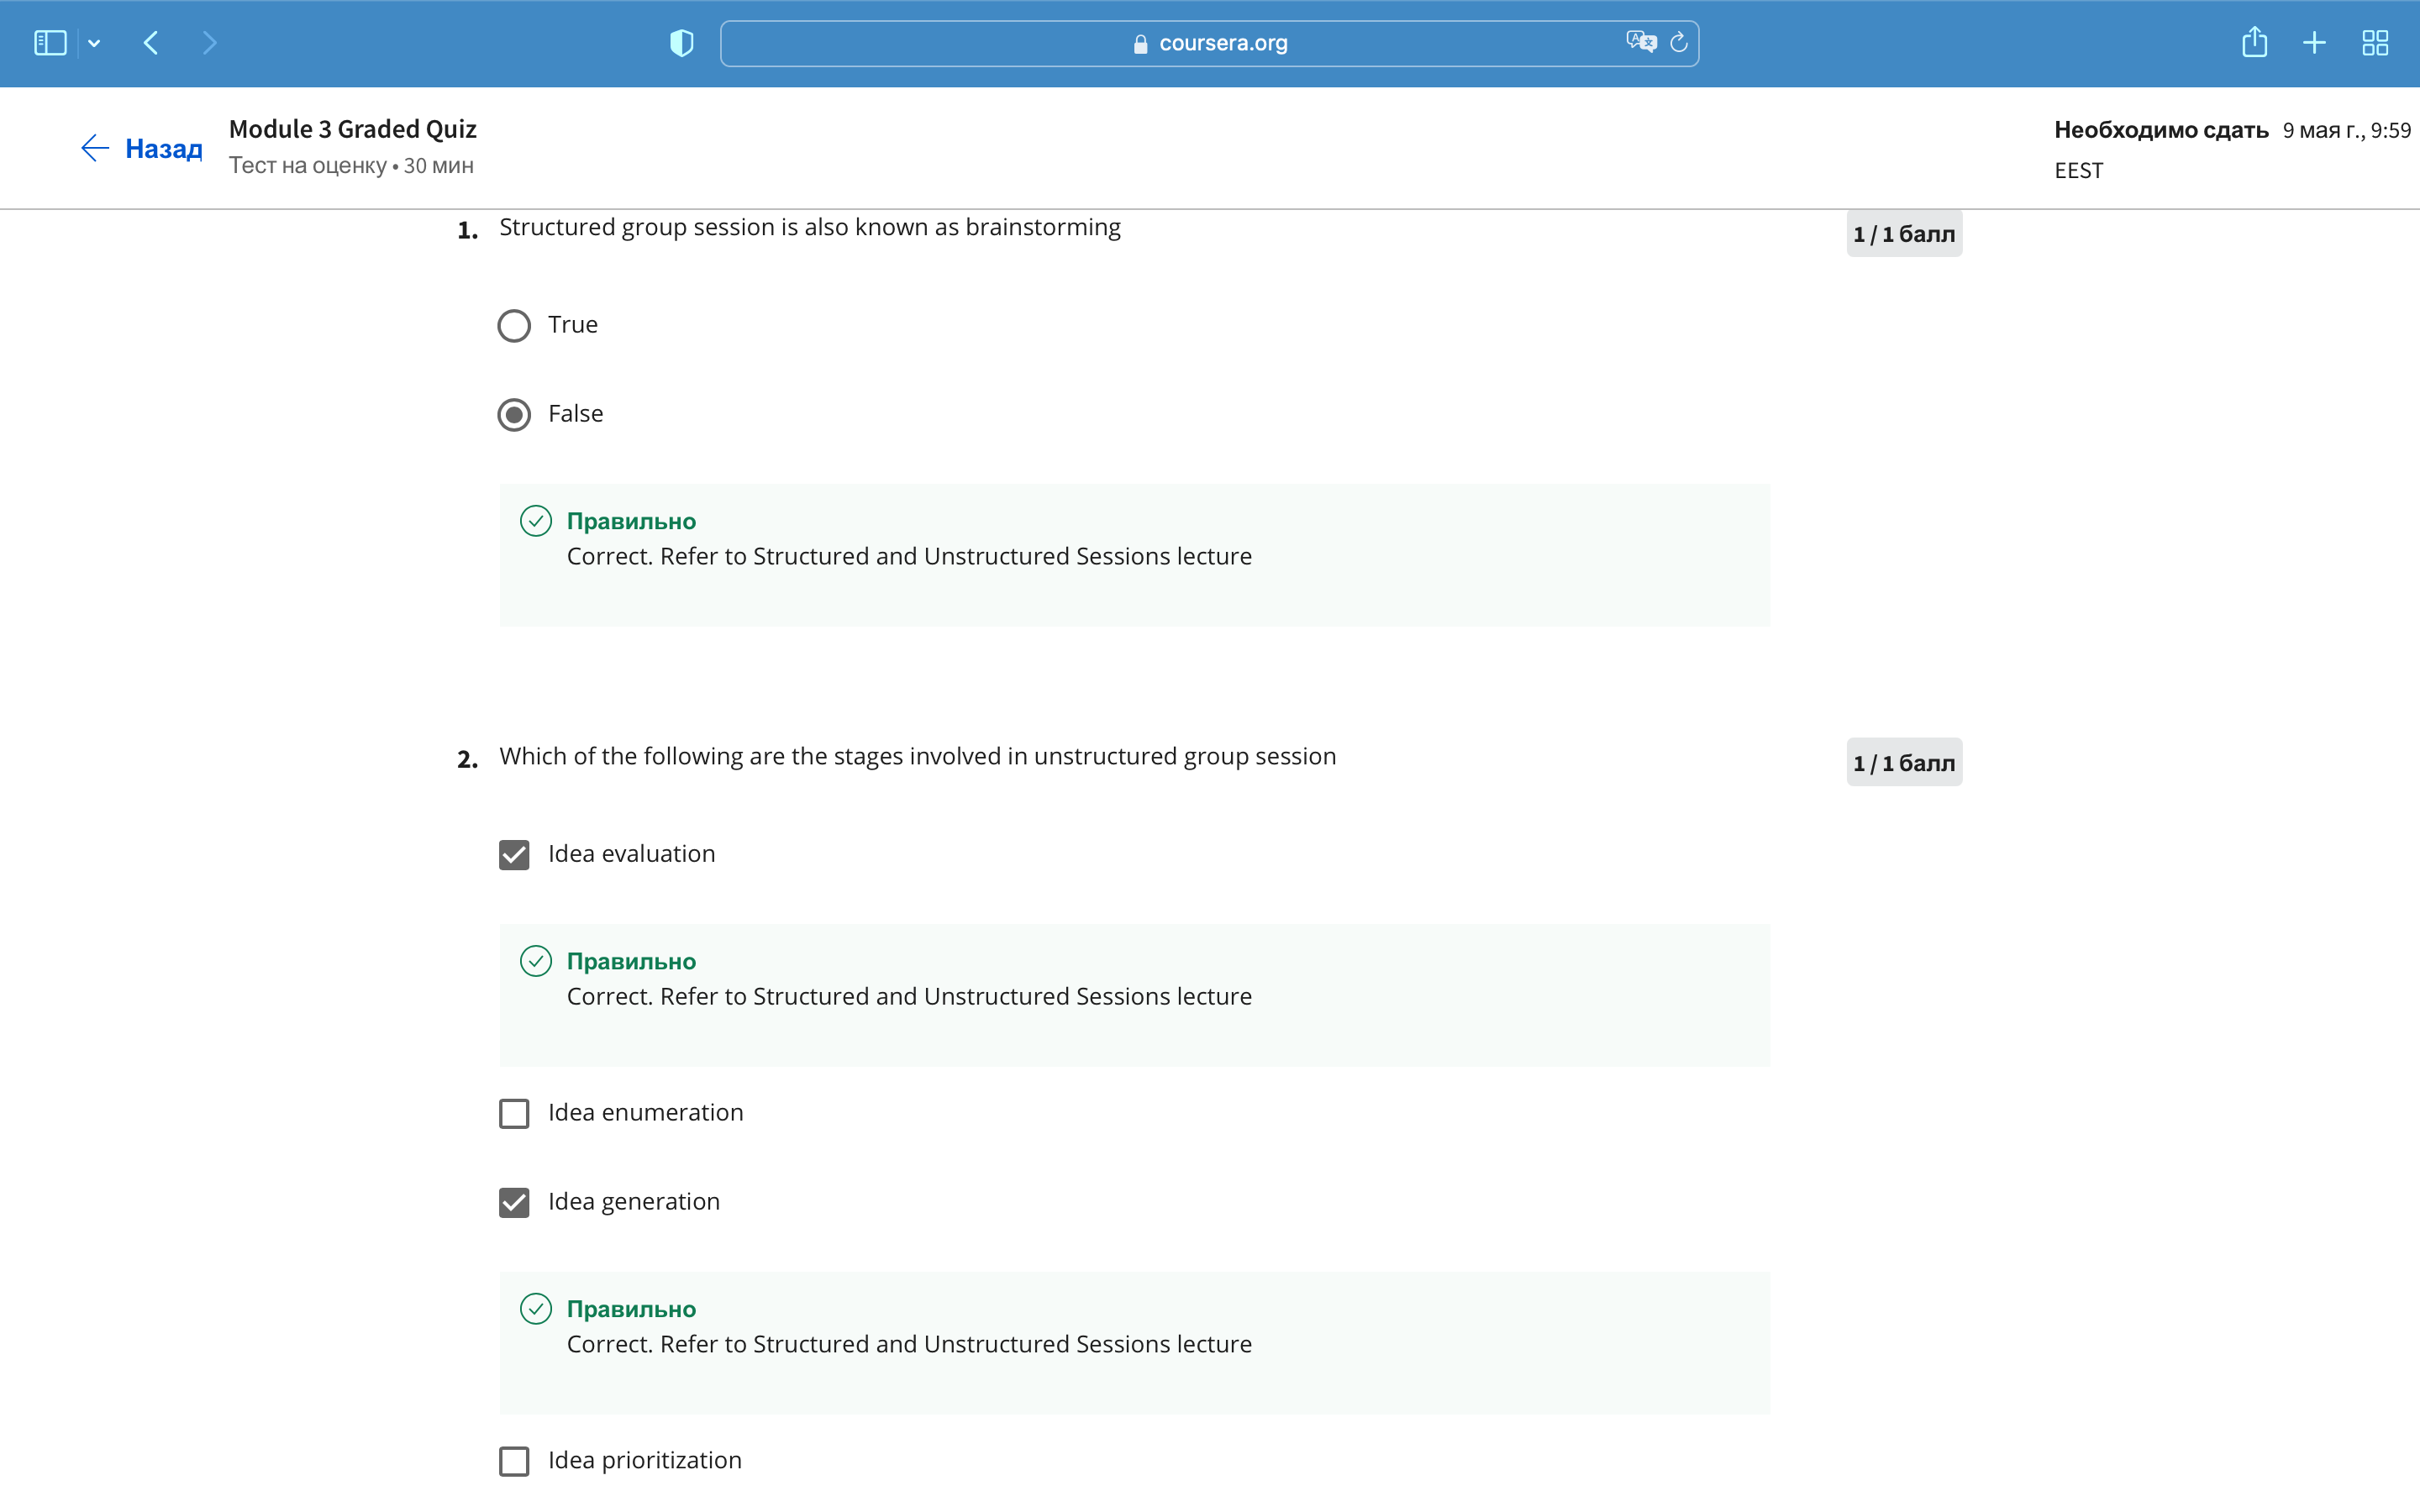 coursera.org
Назад
Module 3 Graded Quiz
Тест на оценку • 30 мин
Необходимо сдать 9 мая г., 9:59
EEST
1. Structured group session is also known as brainstorming
1 / 1 балл
True
False
Правильно
Correct. Refer to Structured and Unstructured Sessions lecture
2. Which of the following are the stages involved in unstructured group session
1 / 1 балл
Idea evaluation
Правильно
Correct. Refer to Structured and Unstructured Sessions lecture
Idea enumeration
Idea generation
Правильно
Correct. Refer to Structured and Unstructured Sessions lecture
Idea prioritization